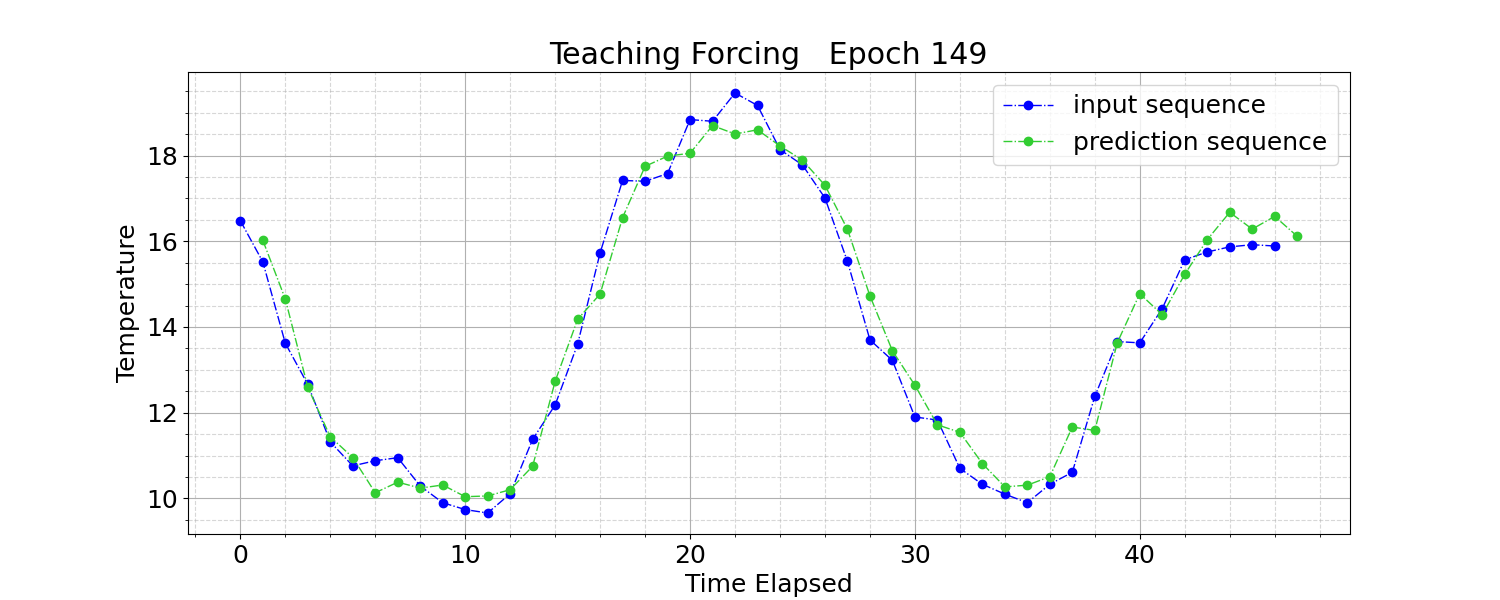 Teaching Forcing   Epoch 149
input sequence
prediction sequence
Temperature
18
16
14
12
10
0 10 20 30 40
Time Elapsed